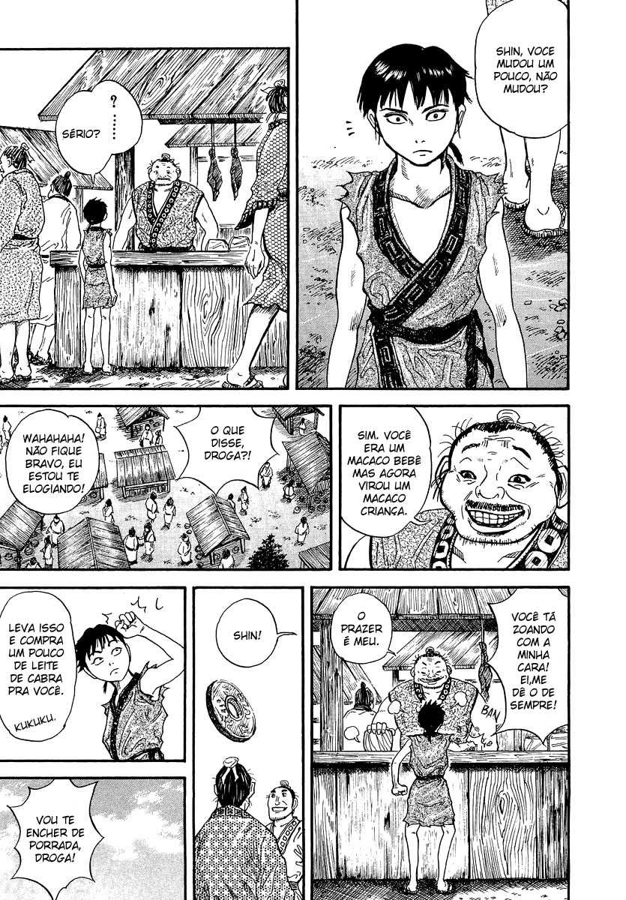 SHIN, VOCE
MUDOU UM
POUCO, NÃO
MUDOU?
?
......
SÉRIO?
SIM. VOCÊ
ERA UM
MACACO BEBÊ
MAS AGORA
VIROU UM
MACACO
CRIANÇA.
O QUE
DISSE,
DROGA?!
WAHAHAHA!
NÃO FIQUE
BRAVO, EU
ESTOU TE
ELOGIANDO!
VOCÊ TÁ
ZOANDO
COM A
MINHA
CARA!
EI,ME
DÊ O DE
SEMPRE!
BAN
O
PRAZER
É MEU.
SHIN!
LEVA ISSO
E COMPRA
UM POUCO
DE LEITE
DE CABRA
PRA VOCÊ.
KUKUKU.
VOU TE
ENCHER DE
PORRADA,
DROGA!